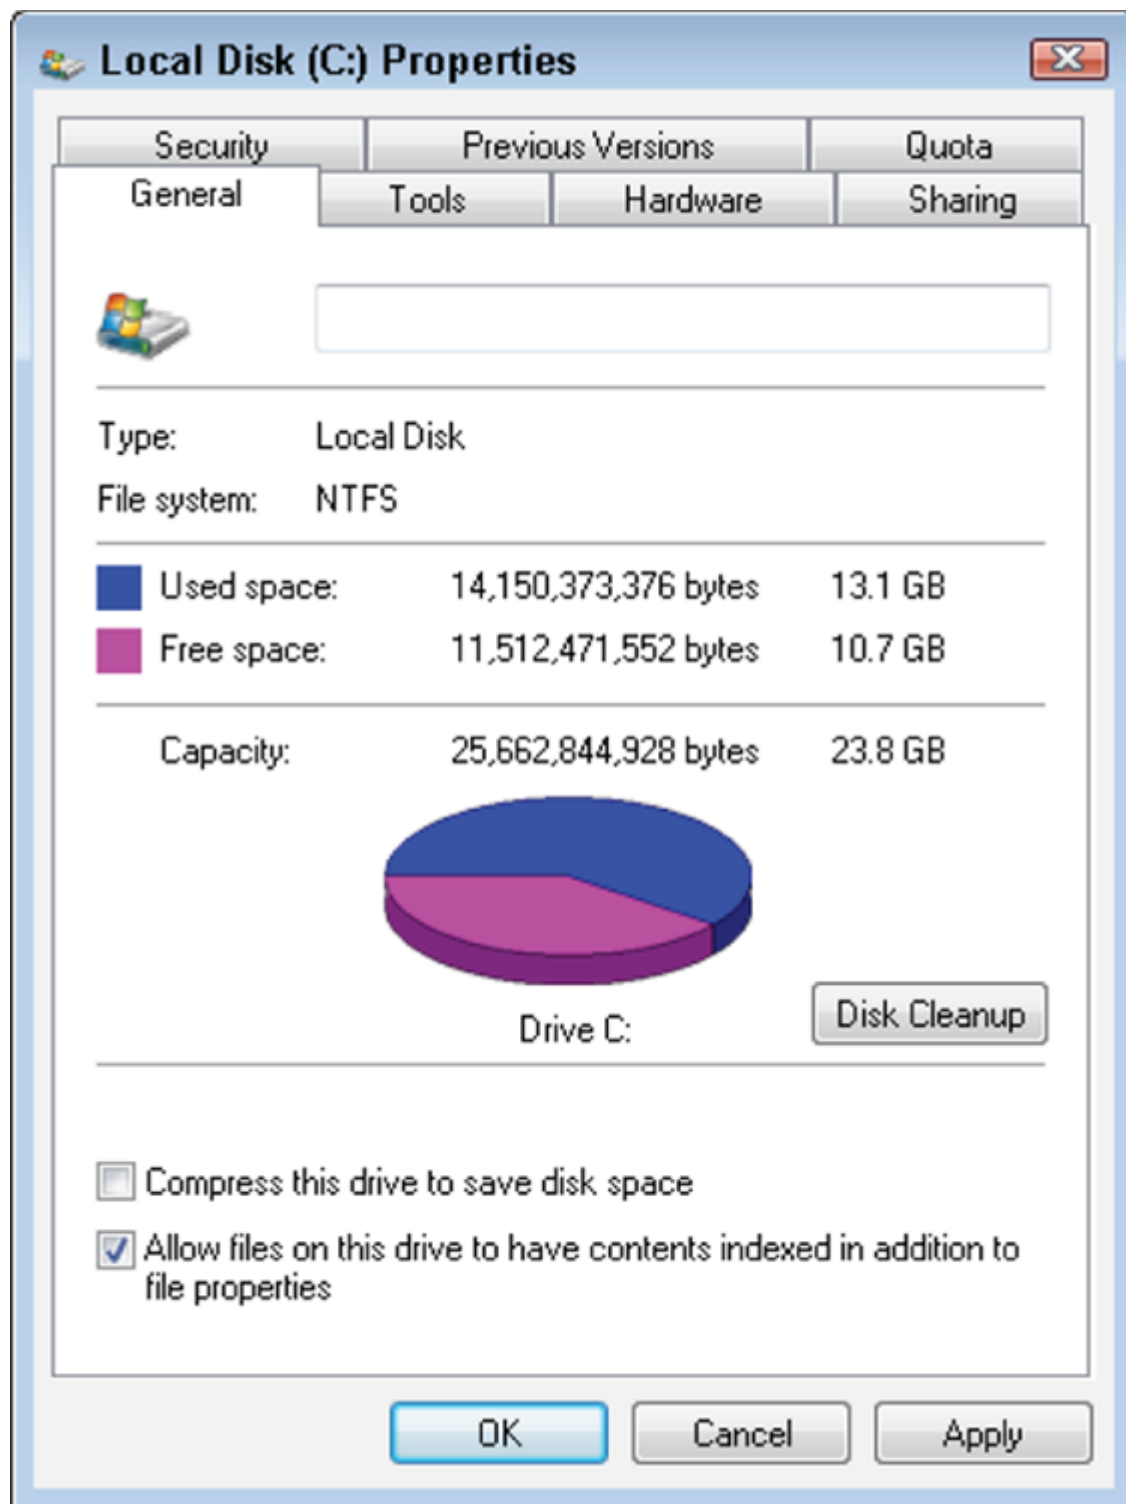 Local Disk (C:) Properties
Security Previous Versions Quota
General Tools Hardware Sharing
Type: Local Disk
File system: NTFS
Used space: 14,150,373,376 bytes 13.1 GB
Free space: 11,512,471,552 bytes 10.7 GB
Capacity: 25,662,844,928 bytes 23.8 GB
Drive C:
Disk Cleanup
Compress this drive to save disk space
Allow files on this drive to have contents indexed in addition to
file properties
OK Cancel Apply